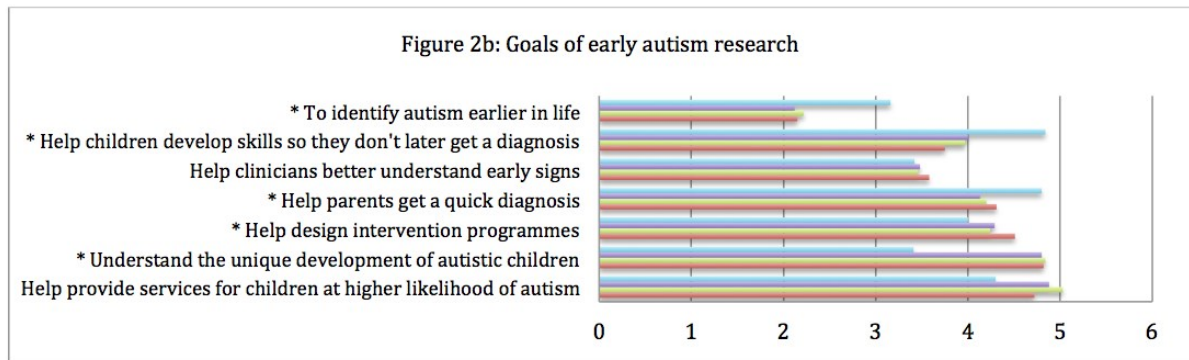 Figure 2b: Goals of early autism research
* To identify autism earlier in life
* Help children develop skills so they don't later get a diagnosis
Help clinicians better understand early signs
* Help parents get a quick diagnosis
* Help design intervention programmes
* Understand the unique development of autistic children
Help provide services for children at higher likelihood of autism
0 1 2 3 4 5 6